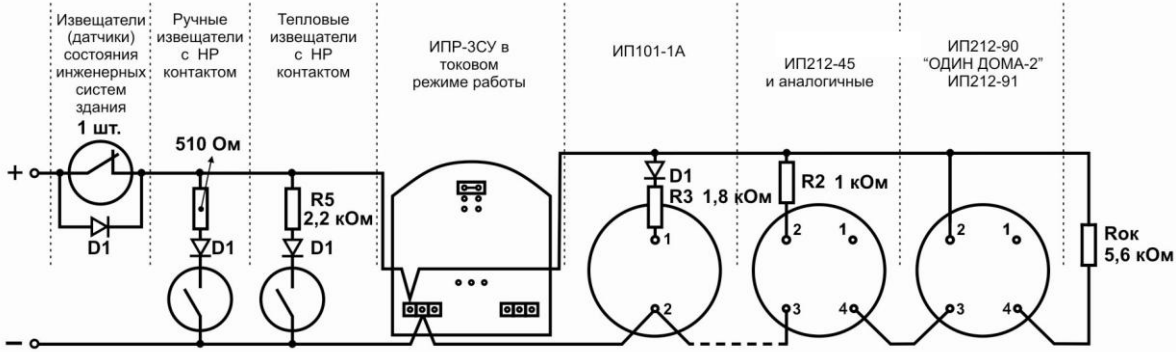 Извещатели
(датчики)
состояния
инженерных
систем
здания
1 шт.
Ручные
извещатели
с НР
контактом
Тепловые
извещатели
с НР
контактом
ИПР-3СУ в
токовом
режиме работы
ИП101-1А
ИП212-45
и аналогичные
ИП212-90
“ОДИН ДОМА-2”
ИП212-91
+
D1
510 Ом
D1
R5
2,2 кОм
D1
D1
R3 1,8 кОм
1
2
R2 1 кОм
2
1
3
4
2
1
3
4
Rок
5,6 кОм
–